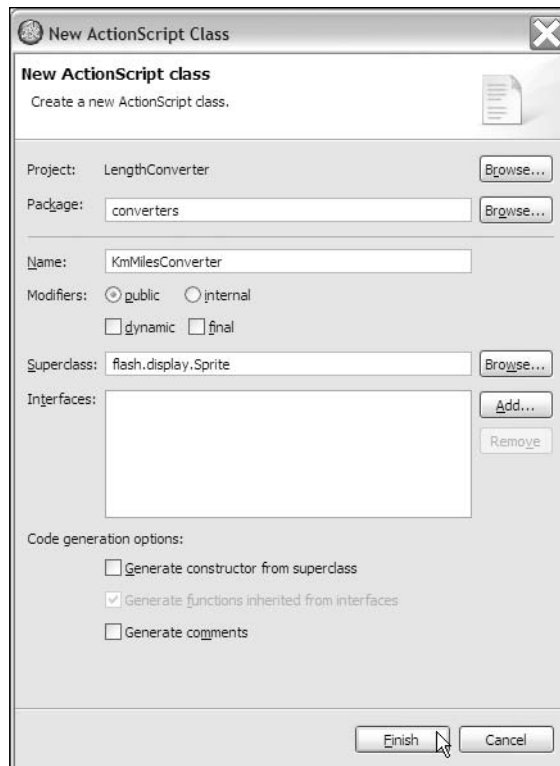 New ActionScript Class
New ActionScript class
Create a new ActionScript class.
Project: LengthConverter Browse...
Package: converters Browse...
Name: KmMilesConverter
Modifiers: public internal
dynamic final
Superclass: flash.display.Sprite Browse...
Interfaces: Add...
Remove
Code generation options:
Generate constructor from superclass
Generate functions inherited from interfaces
Generate comments
Finish Cancel